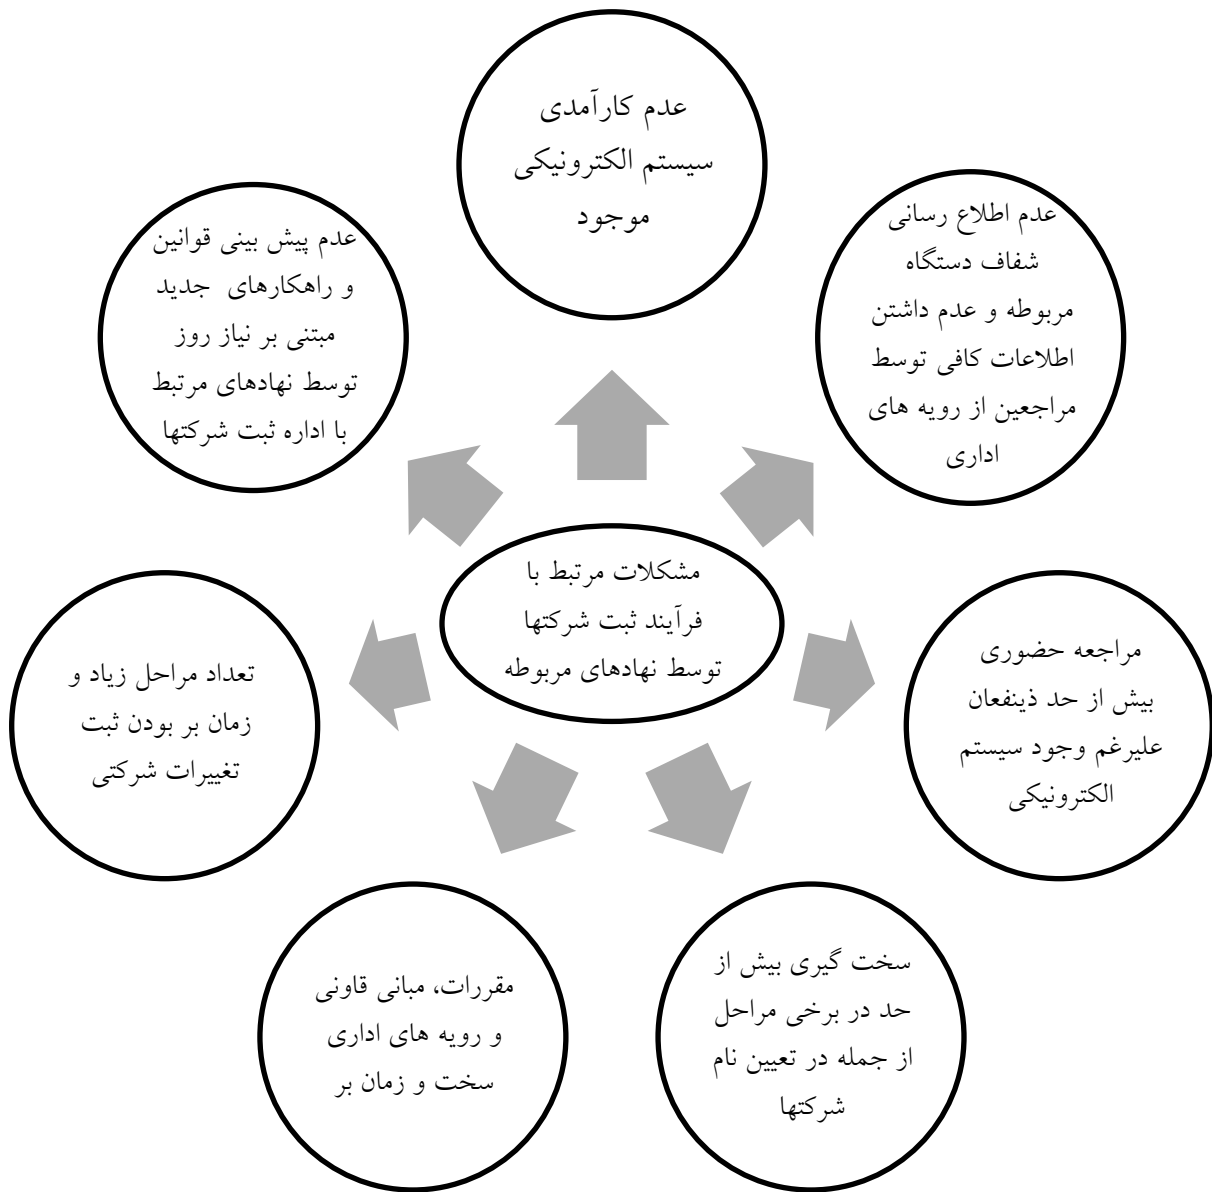 عدم کارآمدی
سیستم الکترونیکی
موجود
عدم اطلاع رسانی
شفاف دستگاه
مربوطه و عدم داشتن
اطلاعات کافی توسط
مراجعین از رویه های
اداری
عدم پیش بینی قوانین
و راهکارهای جدید
مبتنی بر نیاز روز
توسط نهادهای مرتبط
با اداره ثبت شرکتها
مشکلات مرتبط با
فرآیند ثبت شرکتها
توسط نهادهای مربوطه
مراجعه حضوری
بیش از حد ذینفعان
علیرغم وجود سیستم
الکترونیکی
تعداد مراحل زیاد و
زمان بر بودن ثبت
تغییرات شرکتی
سخت گیری بیش از
حد در برخی مراحل
از جمله در تعیین نام
شرکتها
مقررات، مبانی قاونی
و رویه های اداری
سخت و زمان بر